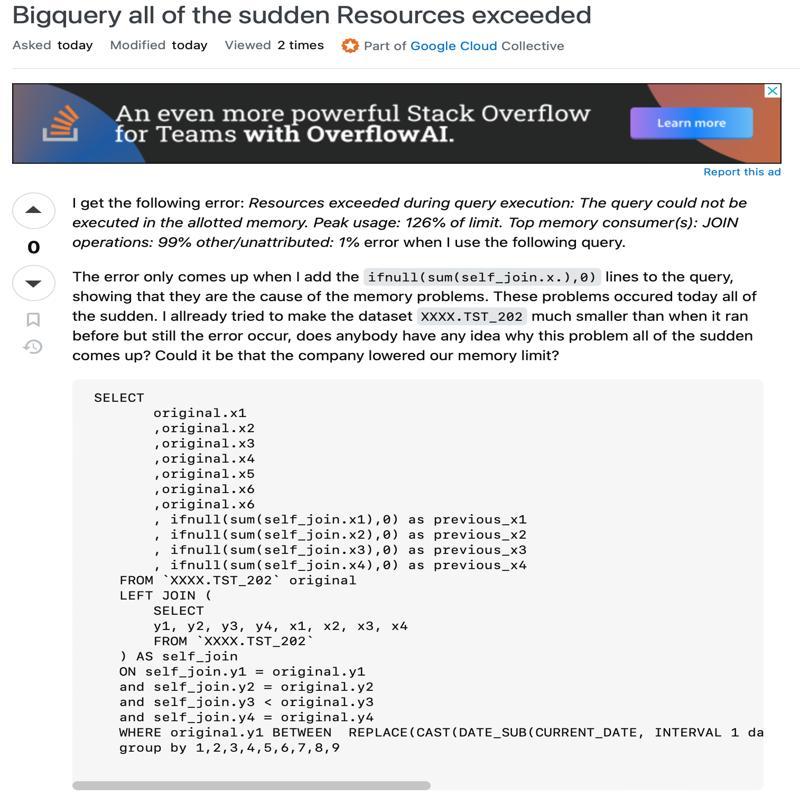 Bigquery all of the sudden Resources exceeded
Asked today Modified today Viewed 2 times Part of Google Cloud Collective
An even more powerful Stack Overflow
for Teams with OverflowAI.
Learn more
Report this ad
I get the following error: Resources exceeded during query execution: The query could not be
executed in the allotted memory. Peak usage: 126% of limit. Top memory consumer(s): JOIN
operations: 99% other/unattributed: 1% error when I use the following query.
0
The error only comes up when I add the ifnull(sum(self_join.x.),0) lines to the query,
showing that they are the cause of the memory problems. These problems occured today all of
the sudden. I allready tried to make the dataset XXXX.TST_202 much smaller than when it ran
before but still the error occur, does anybody have any idea why this problem all of the sudden
comes up? Could it be that the company lowered our memory limit?
SELECT
original.x1
,original.x2
,original.x3
,original.x4
,original.x5
,original.x6
,original.x6
, ifnull(sum(self_join.x1),0) as previous_x1
, ifnull(sum(self_join.x2),0) as previous_x2
, ifnull(sum(self_join.x3),0) as previous_x3
, ifnull(sum(self_join.x4),0) as previous_x4
FROM `XXXX.TST_202` original
LEFT JOIN (
SELECT
y1, y2, y3, y4, x1, x2, x3, x4
FROM `XXXX.TST_202`
) AS self_join
ON self_join.y1 = original.y1
and self_join.y2 = original.y2
and self_join.y3 < original.y3
and self_join.y4 = original.y4
WHERE original.y1 BETWEEN REPLACE(CAST(DATE_SUB(CURRENT_DATE, INTERVAL 1 da
group by 1,2,3,4,5,6,7,8,9